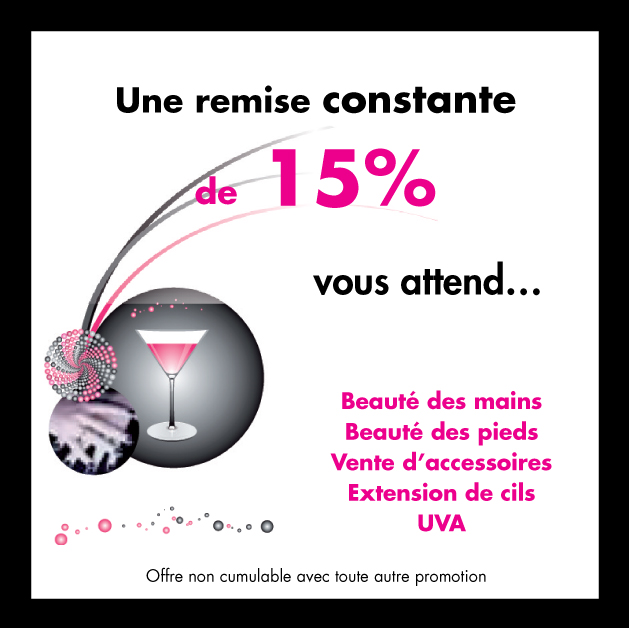 Une remise constante
de 15%
vous attend...
Beauté des mains
Beauté des pieds
Vente d'accessoires
Extension de cils
UVA
Offre non cumulable avec toute autre promotion